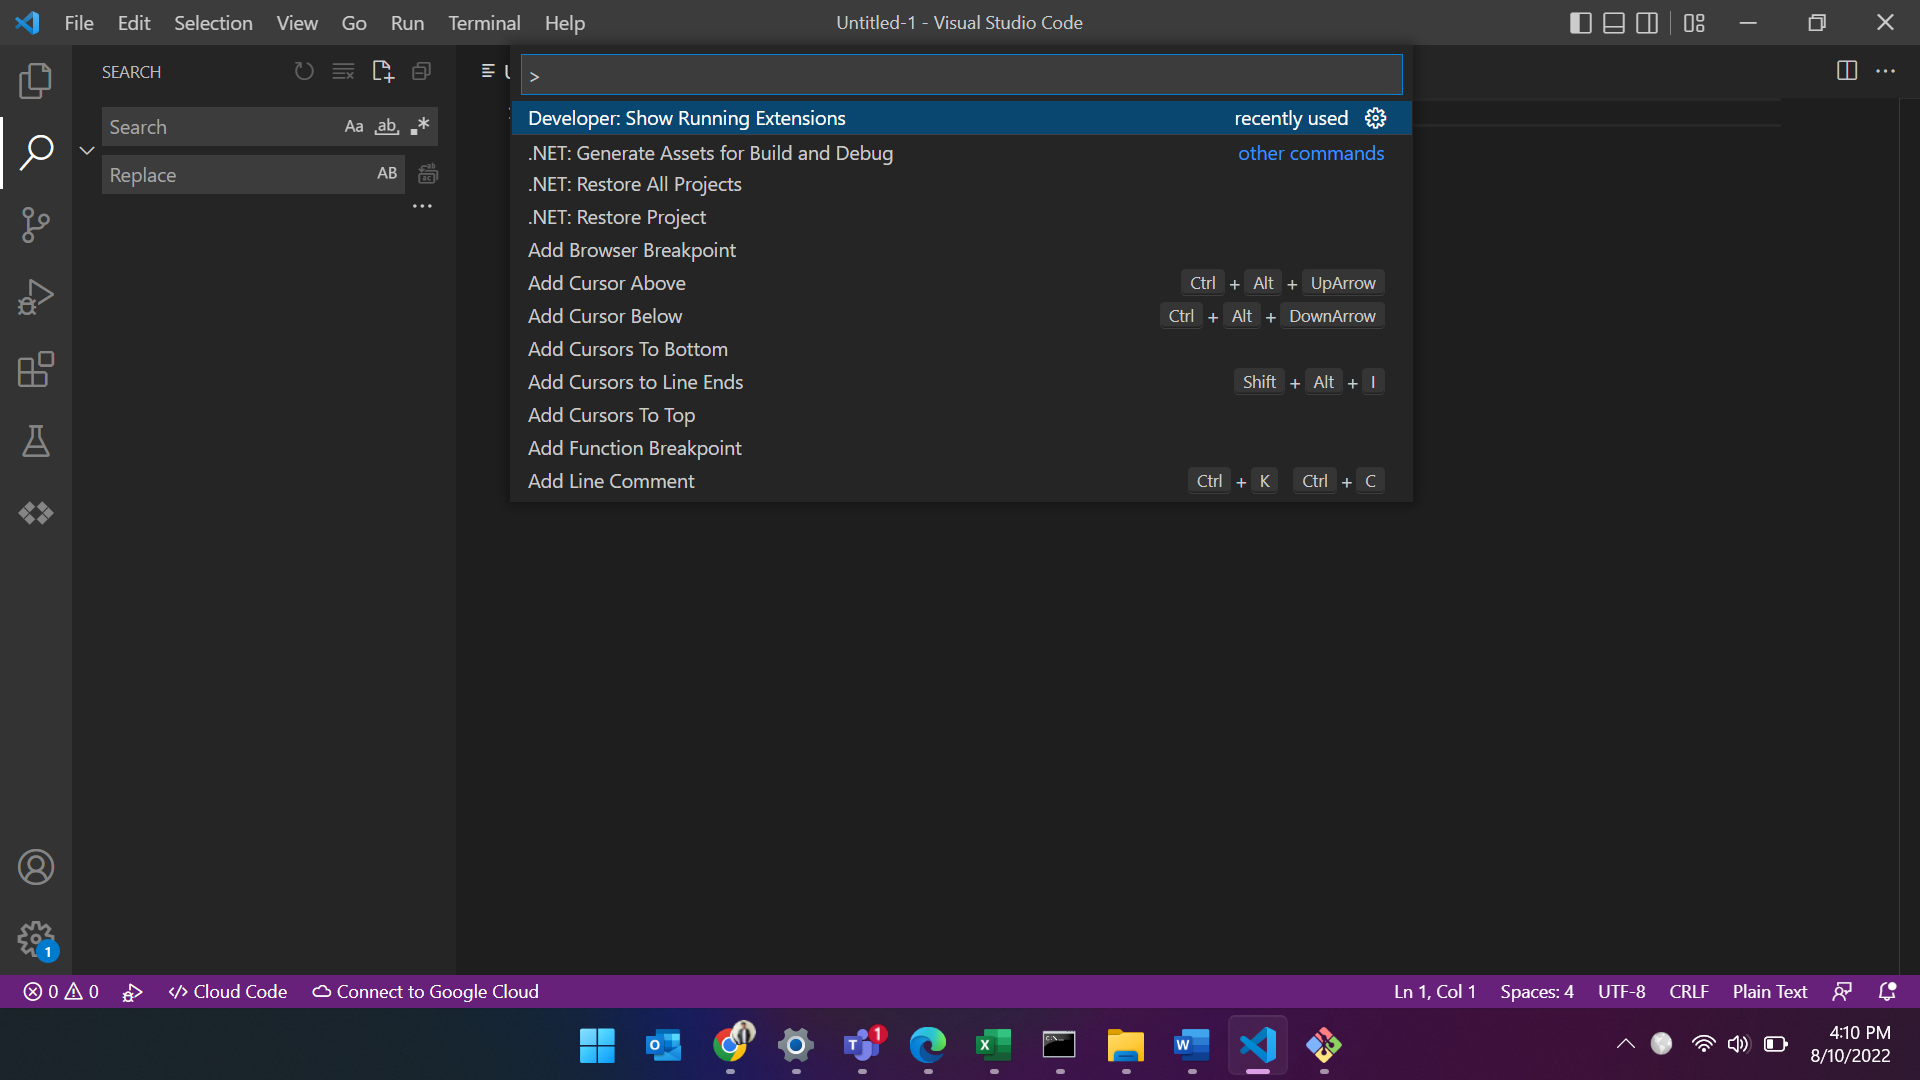 File Edit Selection View Go Run Terminal Help
Untitled-1 - Visual Studio Code
SEARCH
Search
Aa ab .*
Replace
AB
>
Developer: Show Running Extensions recently used
.NET: Generate Assets for Build and Debug other commands
.NET: Restore All Projects
.NET: Restore Project
Add Browser Breakpoint
Add Cursor Above Ctrl + Alt + UpArrow
Add Cursor Below Ctrl + Alt + DownArrow
Add Cursors To Bottom
Add Cursors to Line Ends Shift + Alt + I
Add Cursors To Top
Add Function Breakpoint
Add Line Comment Ctrl + K Ctrl + C
1
0 0 Cloud Code Connect to Google Cloud
Ln 1, Col 1 Spaces: 4 UTF-8 CRLF Plain Text
1
4:10 PM
8/10/2022